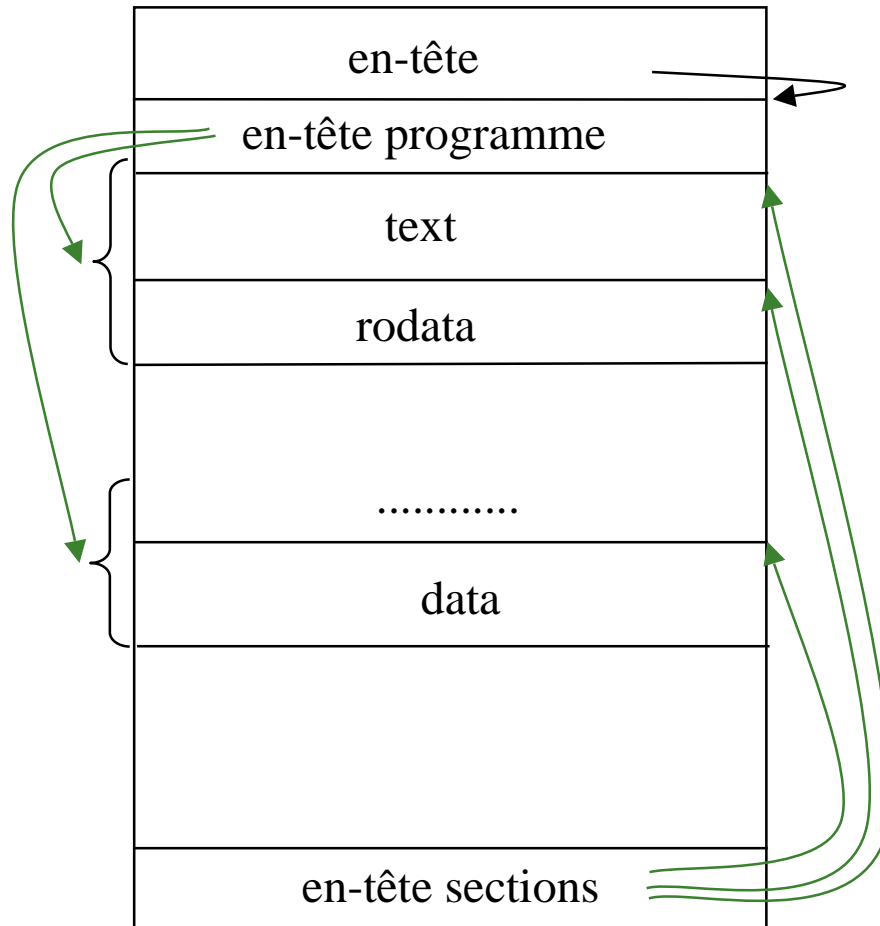 en-tête
en-tête programme
text
rodata
............
data
en-tête sections